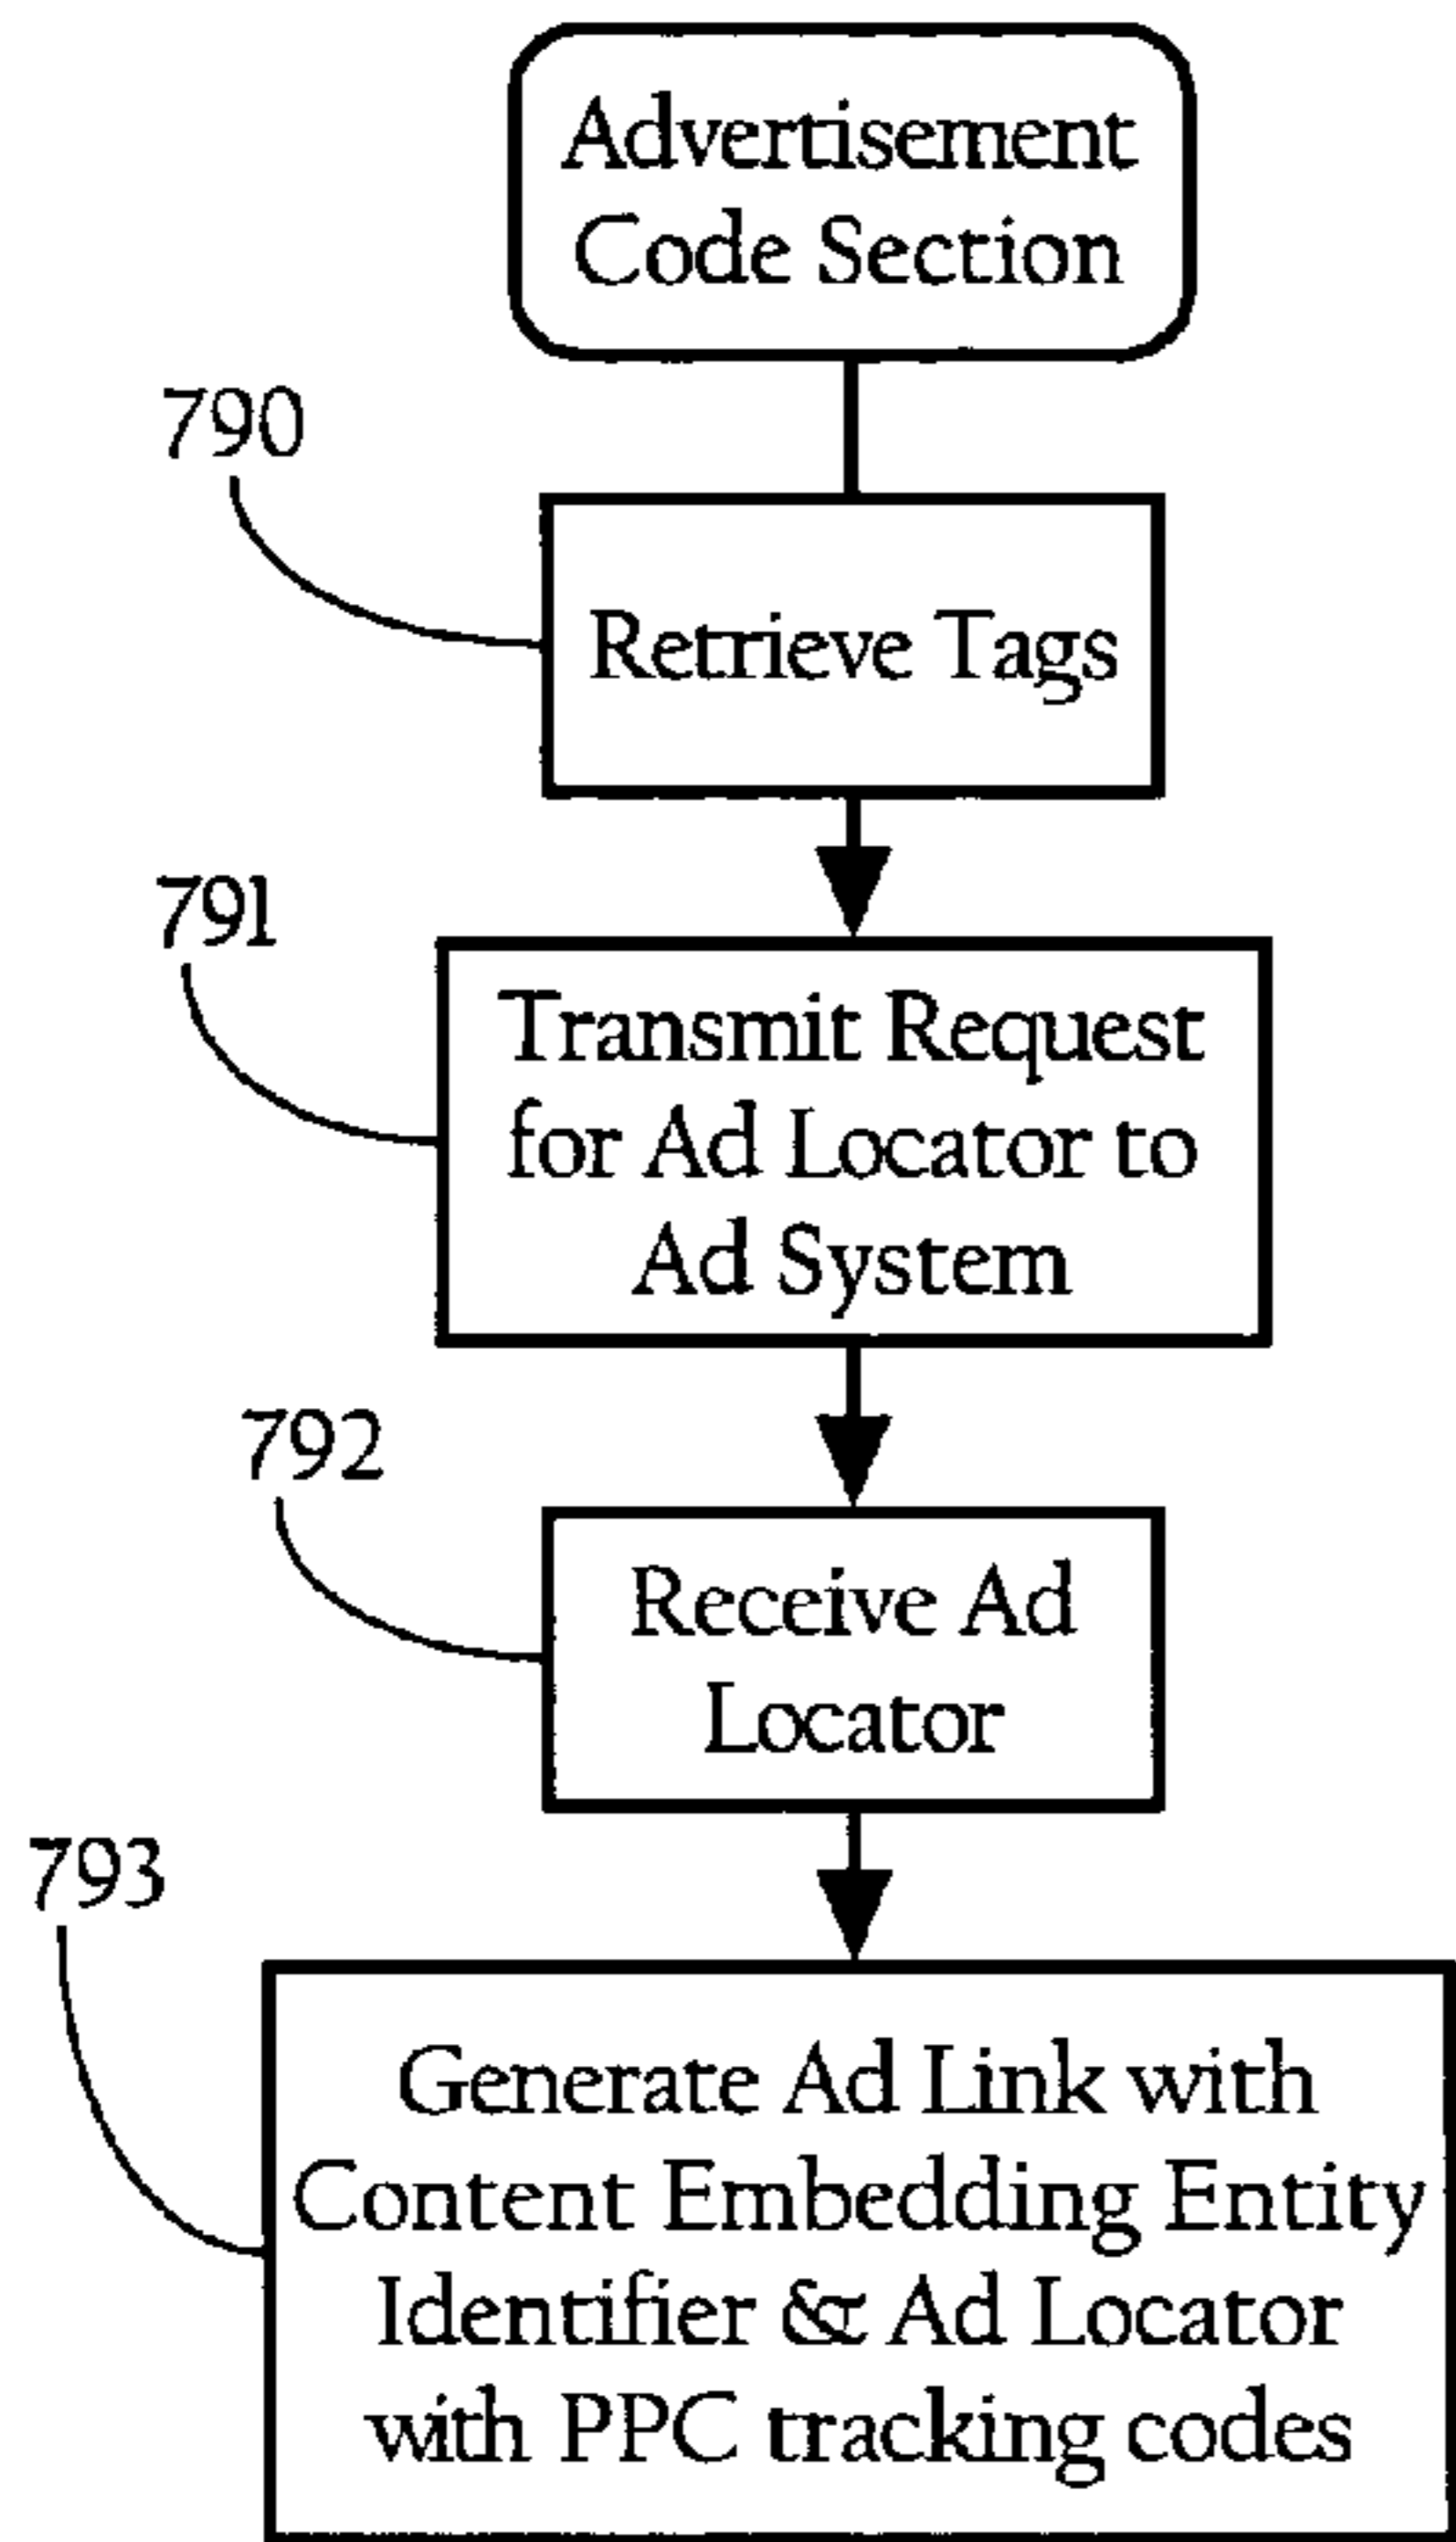 Advertisement
Code Section
790
Retrieve Tags
791
Transmit Request
for Ad Locator to
Ad System
792
Receive Ad
Locator
793
Generate Ad Link with
Content Embedding Entity
Identifier & Ad Locator
with PPC tracking codes